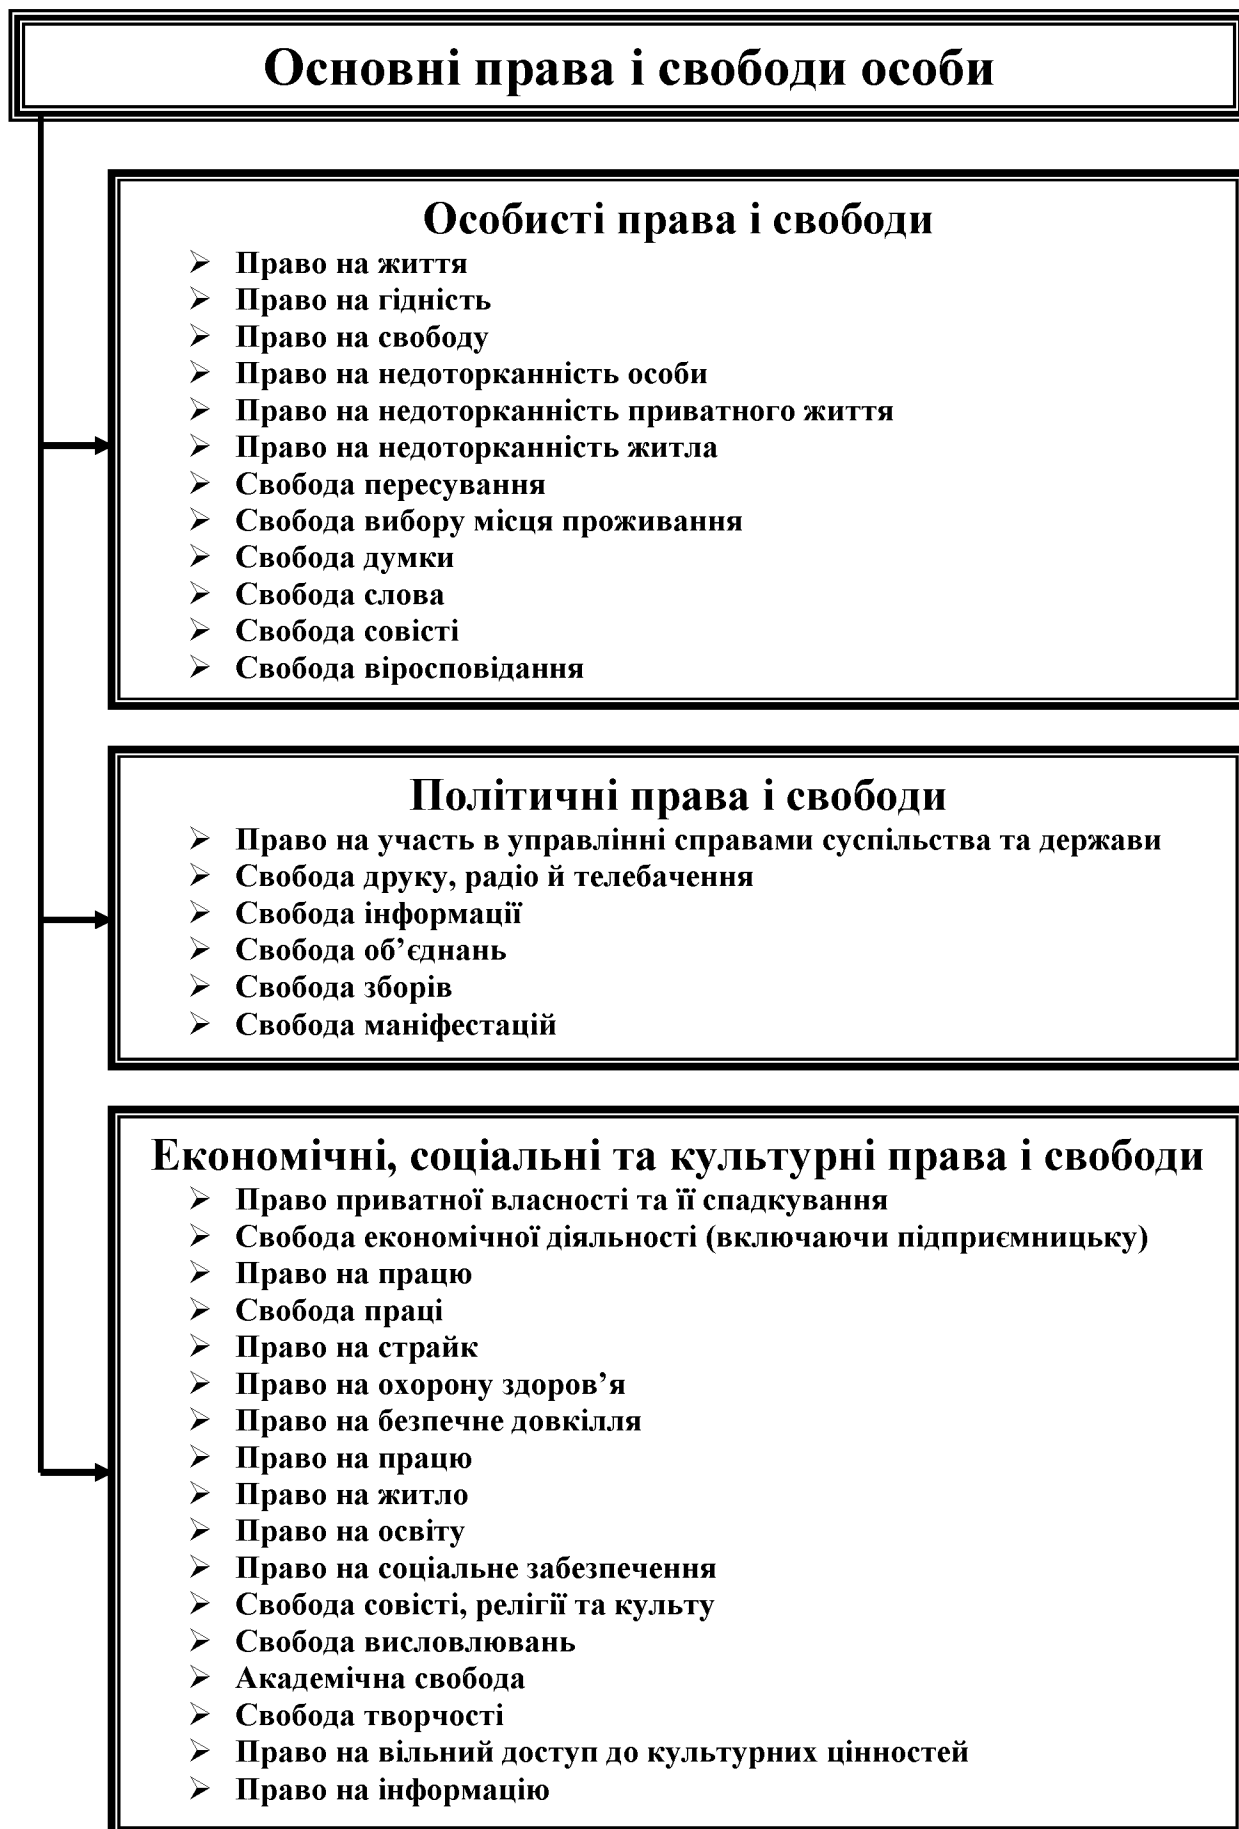 Основні права і свободи особи
Особисті права і свободи
➢ Право на життя
➢ Право на гідність
➢ Право на свободу
➢ Право на недоторканність особи
➢ Право на недоторканність приватного життя
➢ Право на недоторканність житла
➢ Свобода пересування
➢ Свобода вибору місця проживання
➢ Свобода думки
➢ Свобода слова
➢ Свобода совісті
➢ Свобода віросповідання
Політичні права і свободи
➢ Право на участь в управлінні справами суспільства та держави
➢ Свобода друку, радіо й телебачення
➢ Свобода інформації
➢ Свобода об’єднань
➢ Свобода зборів
➢ Свобода маніфестацій
Економічні, соціальні та культурні права і свободи
➢ Право приватної власності та її спадкування
➢ Свобода економічної діяльності (включаючи підприємницьку)
➢ Право на працю
➢ Свобода праці
➢ Право на страйк
➢ Право на охорону здоров’я
➢ Право на безпечне довкілля
➢ Право на працю
➢ Право на житло
➢ Право на освіту
➢ Право на соціальне забезпечення
➢ Свобода совісті, релігії та культу
➢ Свобода висловлювань
➢ Академічна свобода
➢ Свобода творчості
➢ Право на вільний доступ до культурних цінностей
➢ Право на інформацію